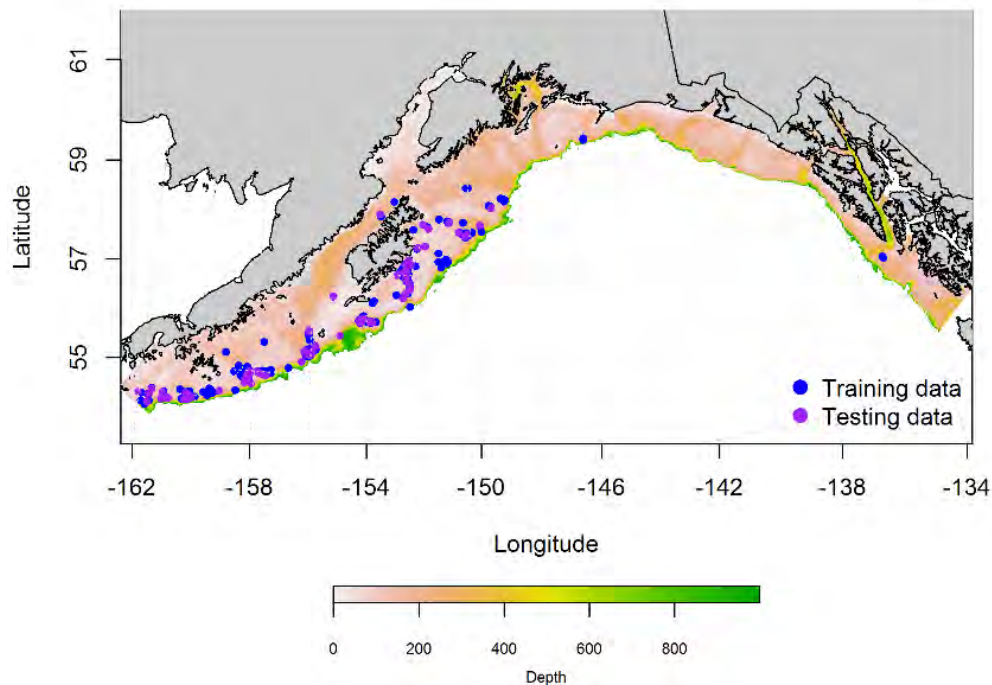 61
59
57
55
Latitude
Training data
Testing data
-162 -158 -154 -150 -146 -142 -138 -134
Longitude
0 200 400 600 800
Depth